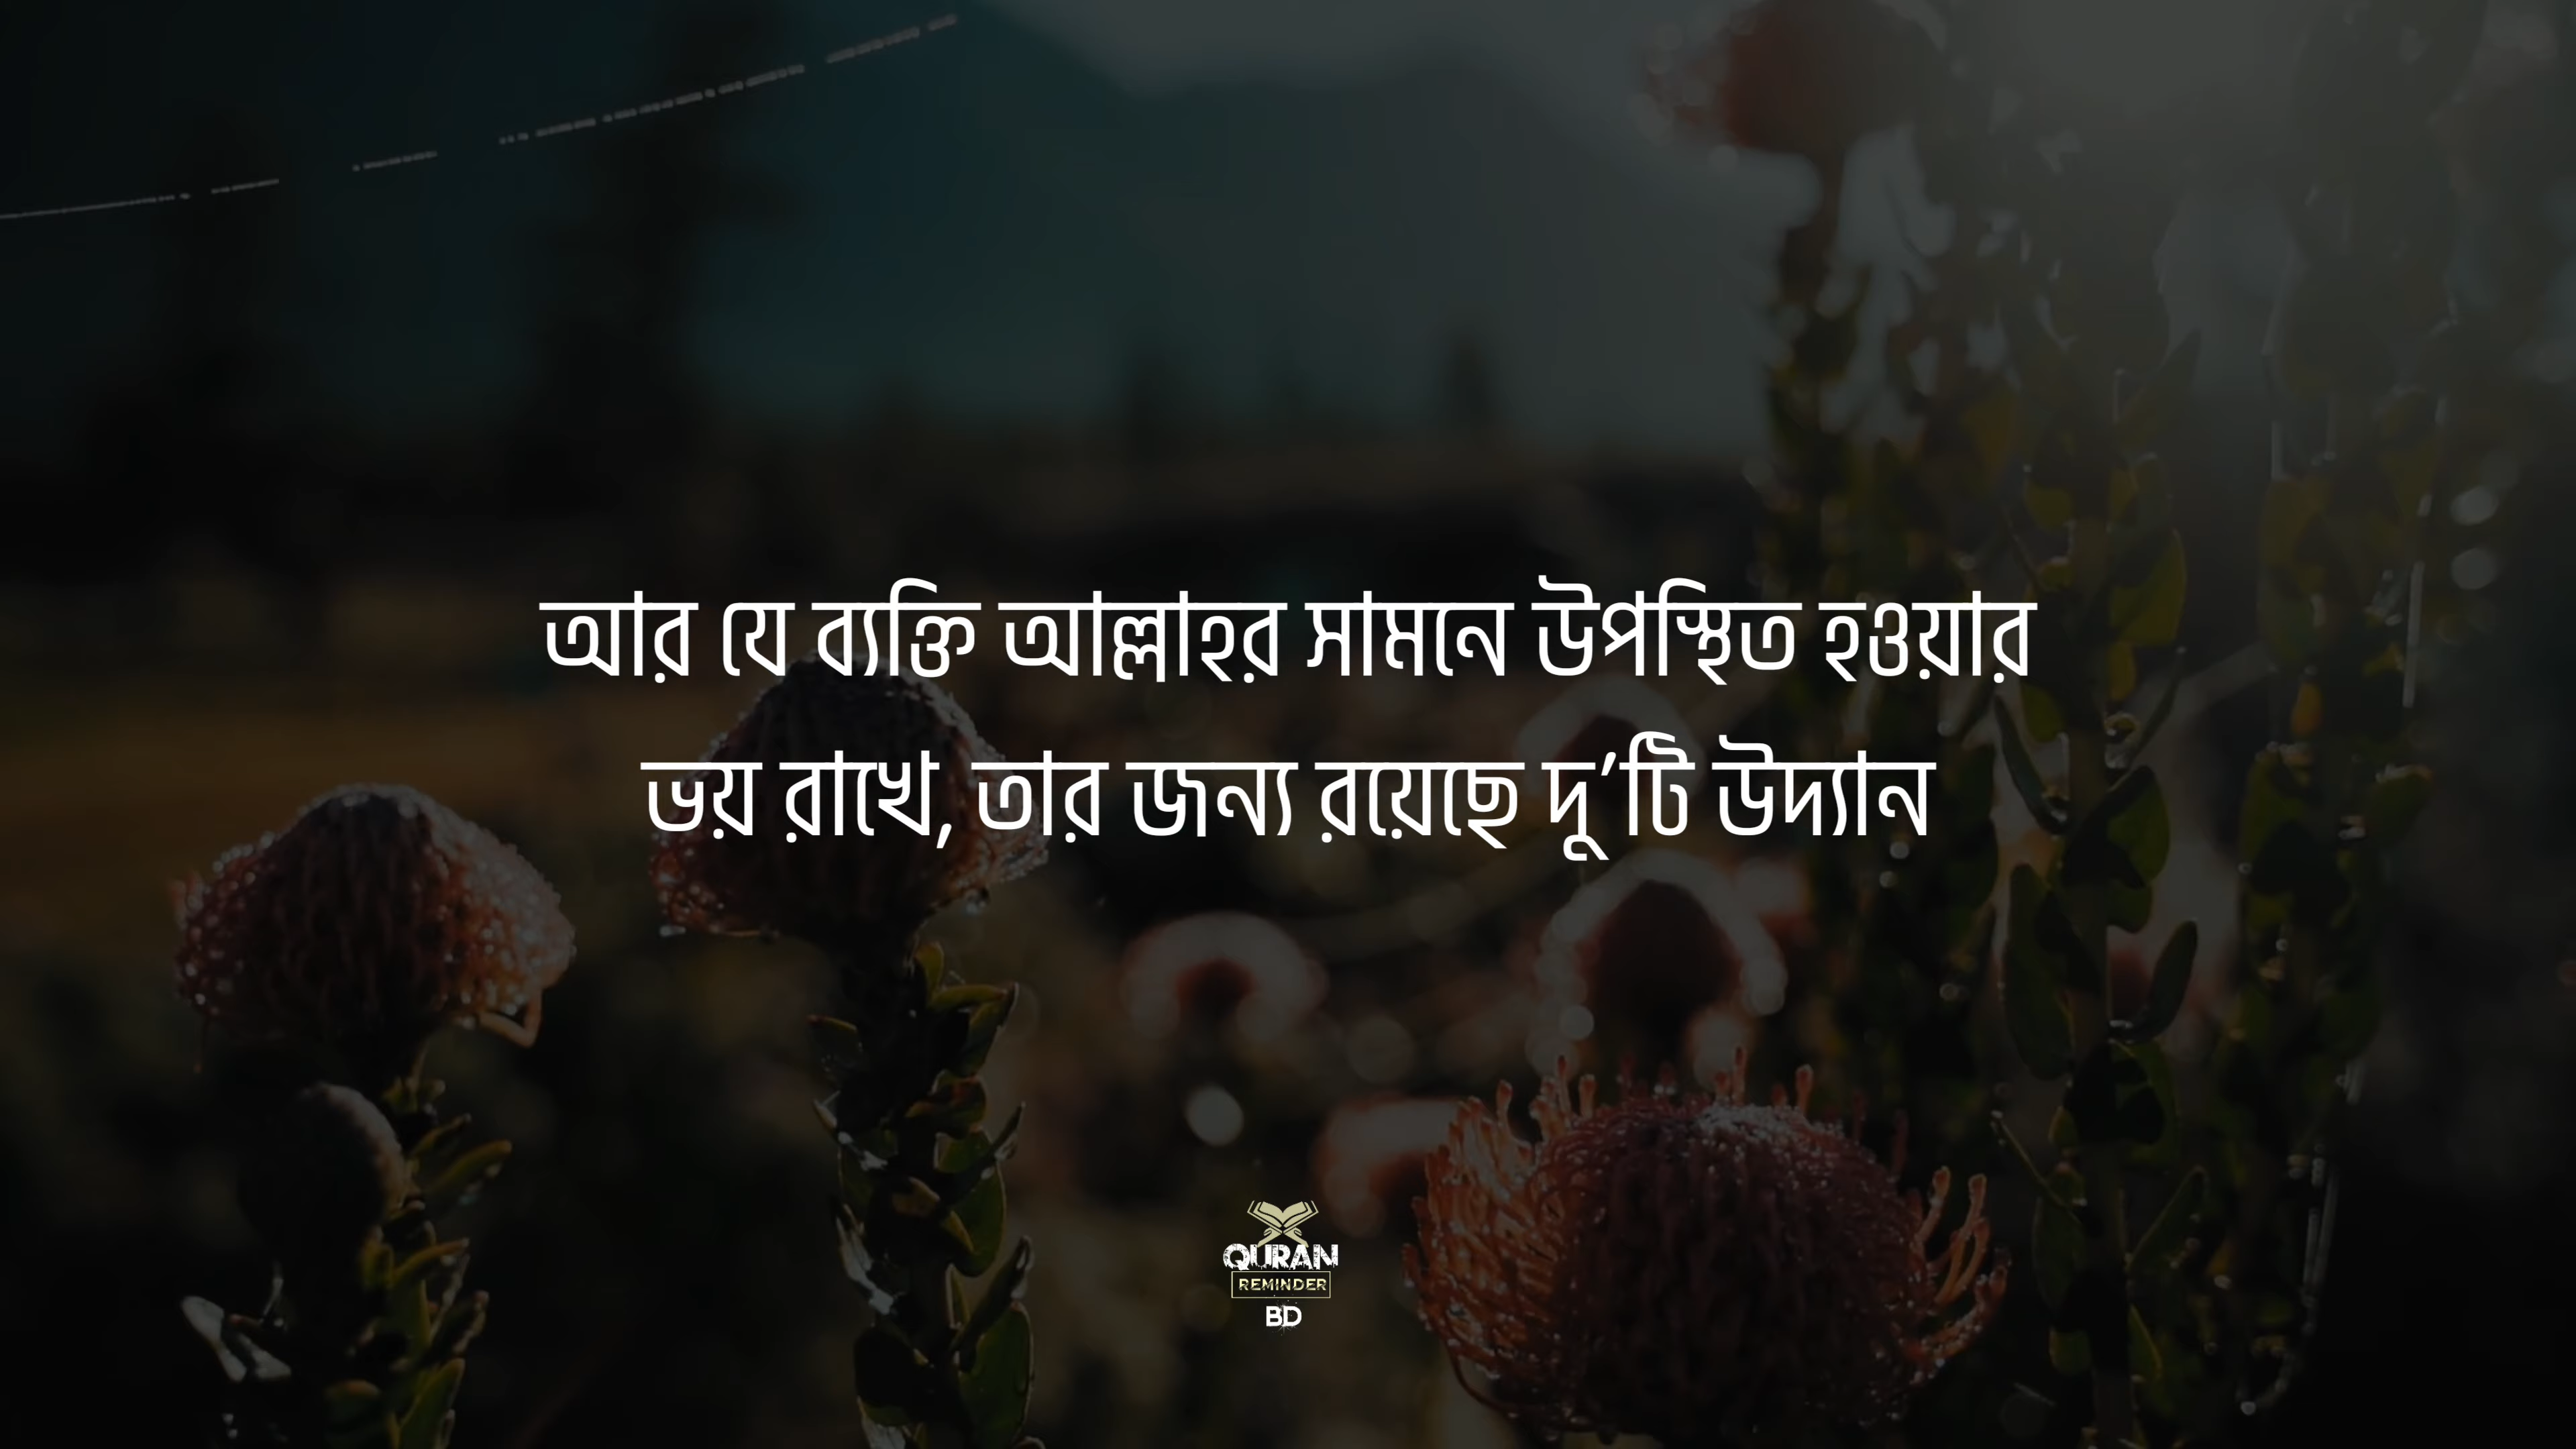 আর যে ব্যক্তি আল্লাহর সামনে উপস্থিত হওয়ার
ভয় রাখে, তার জন্য রয়েছে দু’টি উদ্যান
QURAN
REMINDER
BD